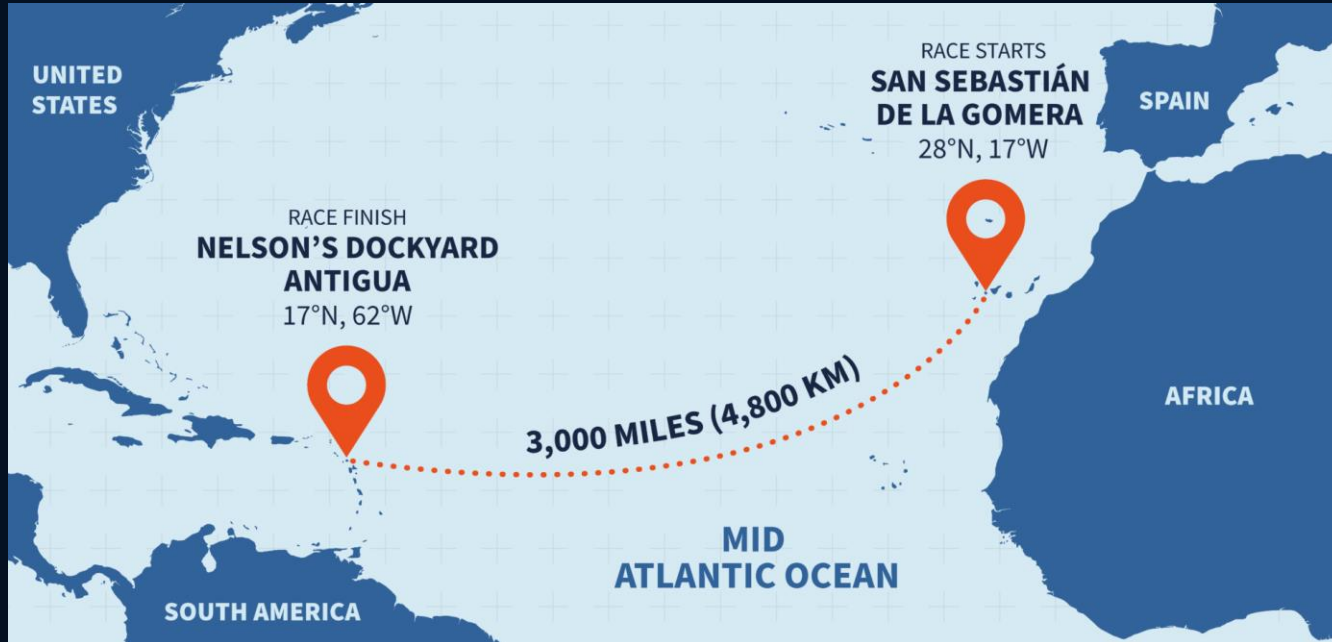 UNITED
STATES
RACE STARTS
SAN SEBASTIÁN
DE LA GOMERA
28°N, 17°W
SPAIN
RACE FINISH
NELSON’S DOCKYARD
ANTIGUA
17°N, 62°W
3,000 MILES (4,800 KM)
AFRICA
MID
ATLANTIC OCEAN
SOUTH AMERICA